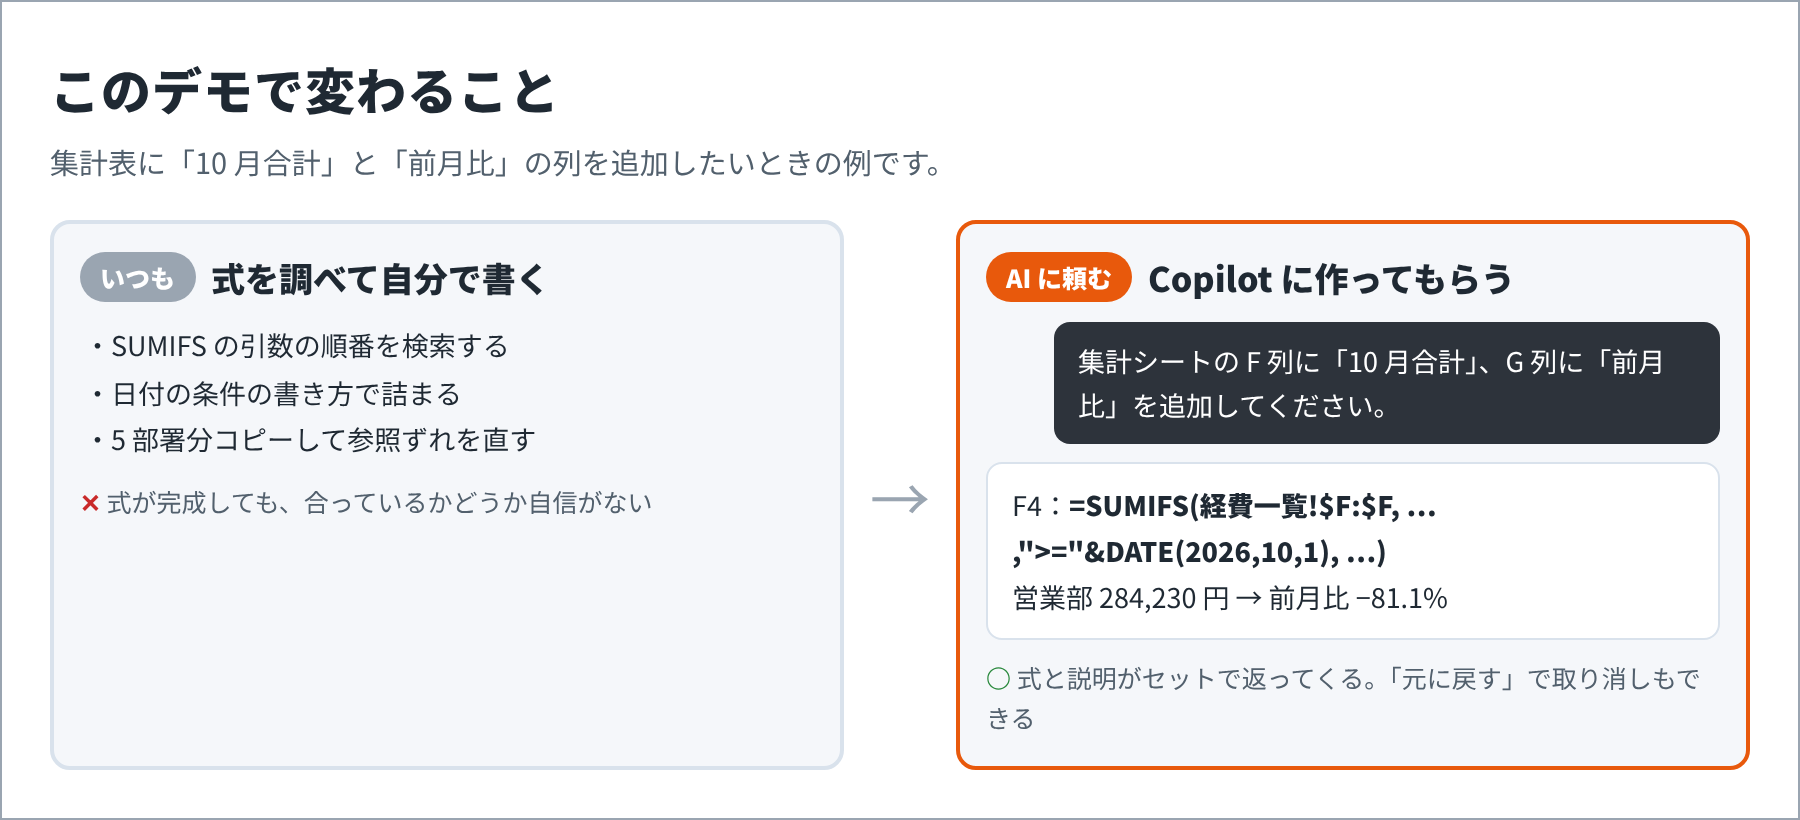 このデモで変わること
集計表に「10 月合計」と「前月比」の列を追加したいときの例です。
いつも 式を調べて自分で書く
・SUMIFS の引数の順番を検索する
・日付の条件の書き方で詰まる
・5 部署分コピーして参照ずれを直す
× 式が完成しても、合っているかどうか自信がない
→
AI に頼む Copilot に作ってもらう
集計シートの F 列に「10 月合計」、G 列に「前月
比」を追加してください。
F4：=SUMIFS(経費一覧!$F:$F, ...
,">="&DATE(2026,10,1), ...)
営業部 284,230 円 → 前月比 −81.1%
○ 式と説明がセットで返ってくる。「元に戻す」で取り消しもで
きる